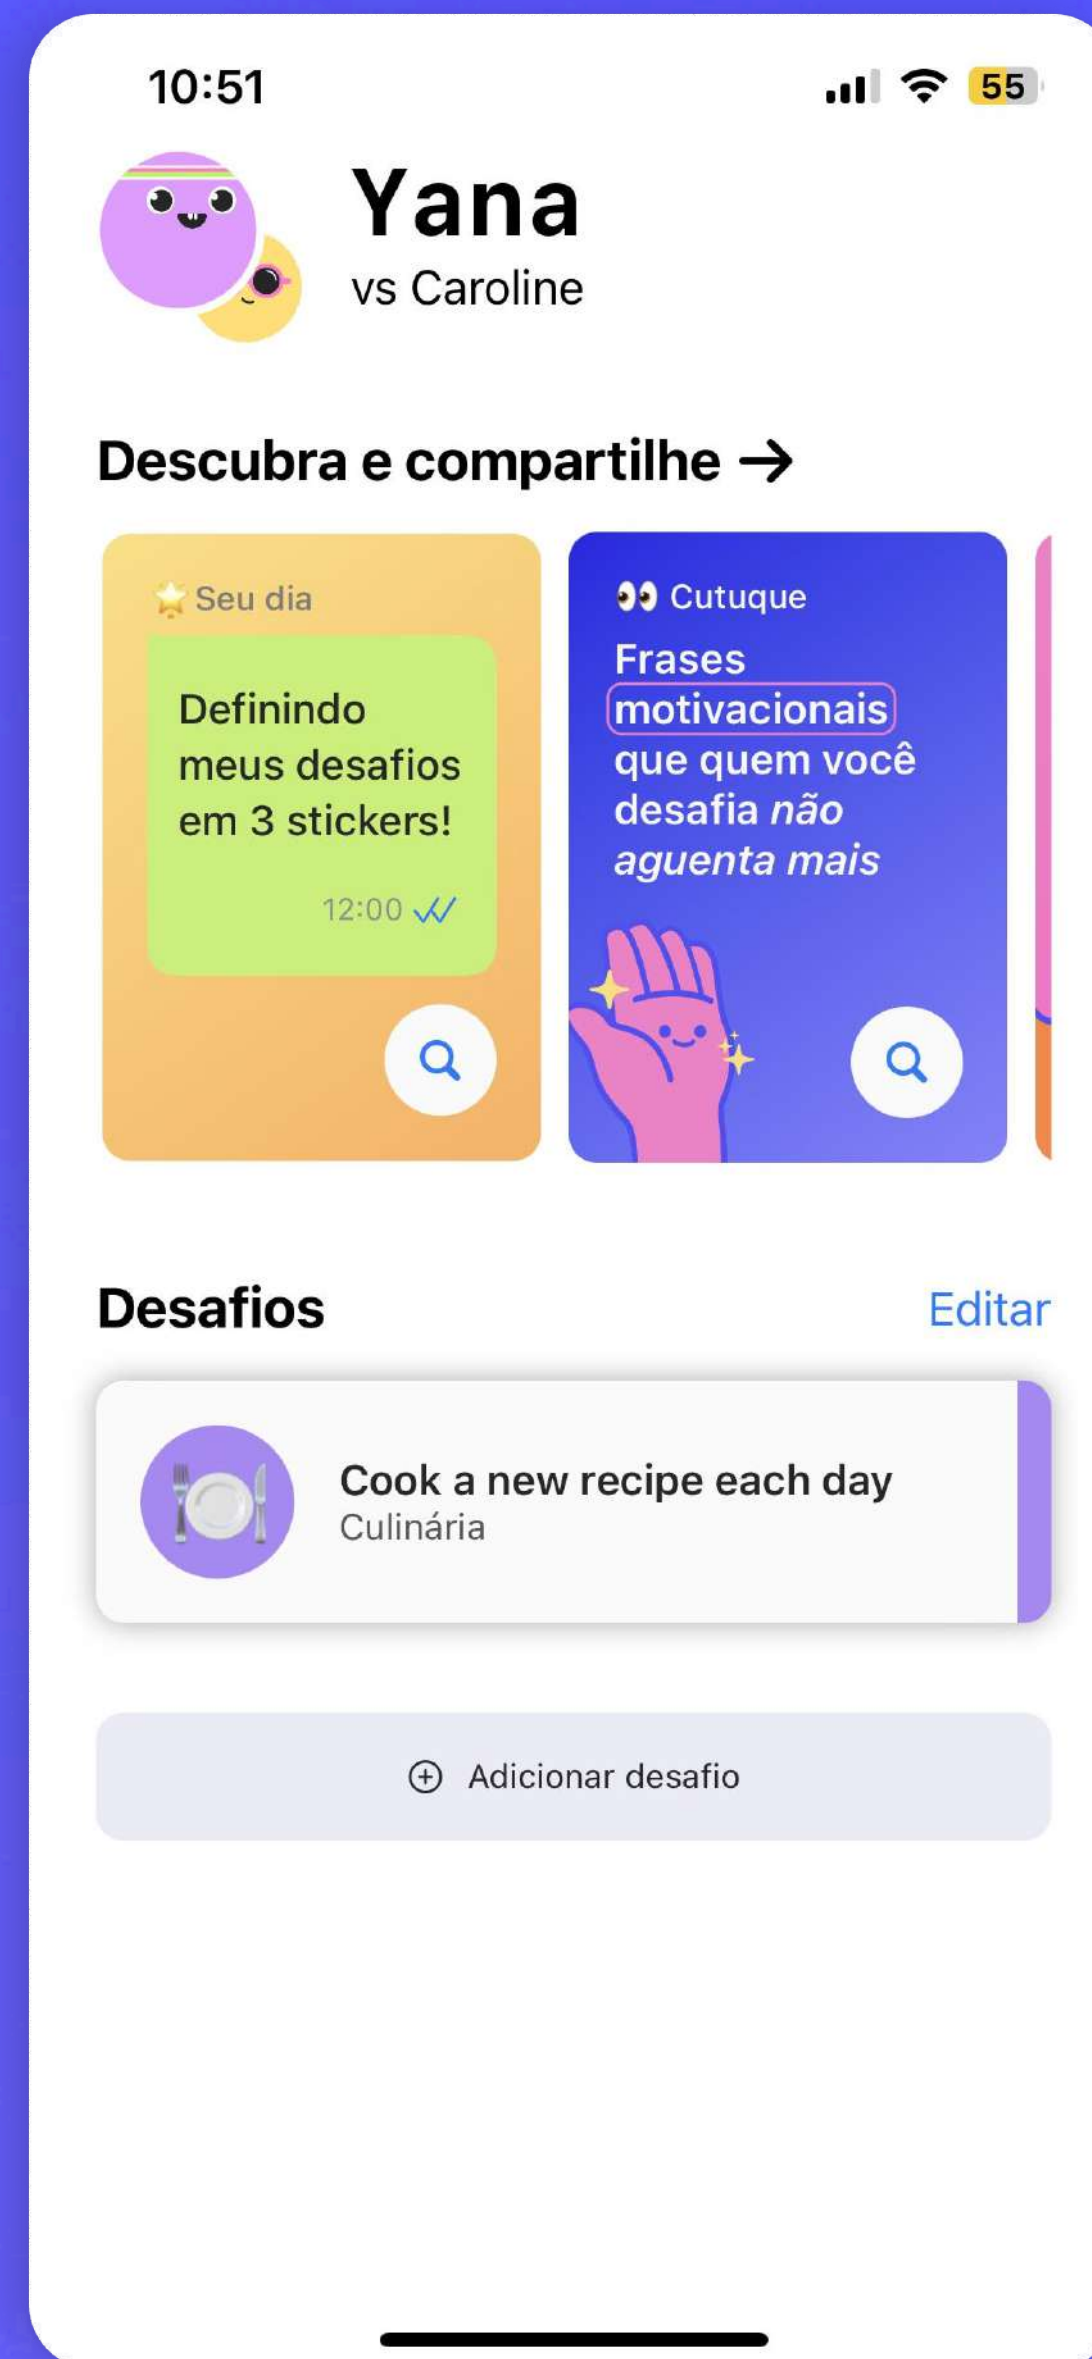 10:51
55
Yana
vs Caroline
Descubra e compartilhe →
Seu dia
Definindo
meus desafios
em 3 stickers!
12:00
Cutuque
Frases
motivacionais
que quem você
desafia não
aguenta mais
Desafios
Editar
Cook a new recipe each day
Culinária
Adicionar desafio